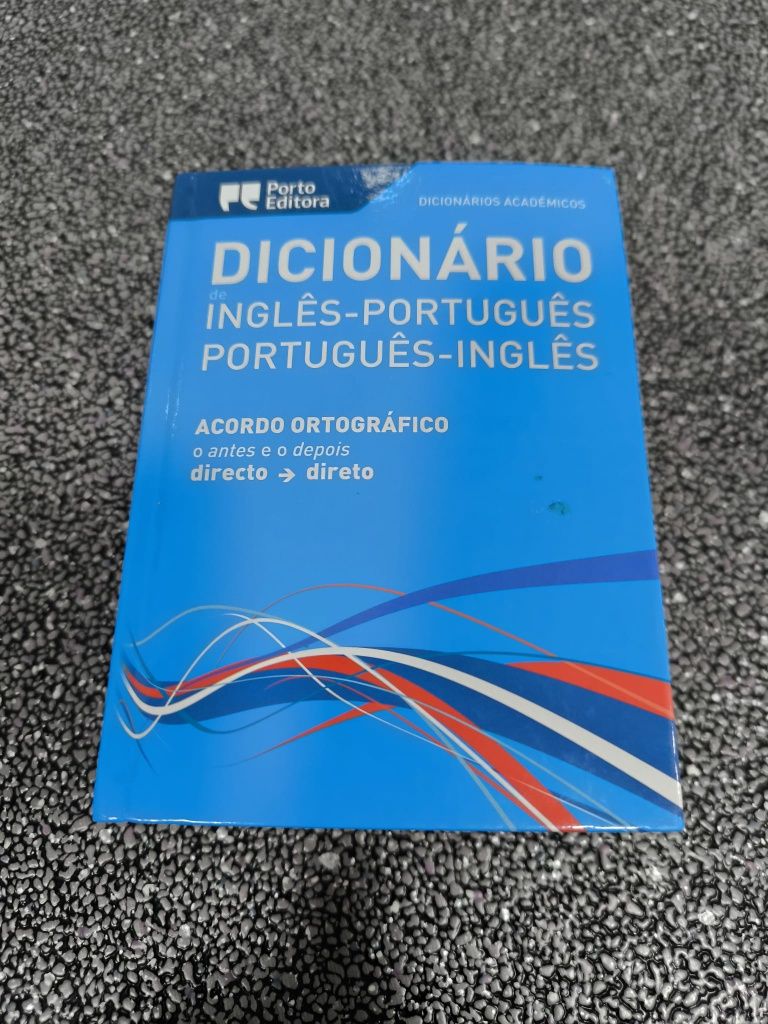 Porto
Editora
DICIONÁRIOS ACADÉMICOS
DICIONÁRIO
de
INGLÊS-PORTUGUÊS
PORTUGUÊS-INGLÊS
ACORDO ORTOGRÁFICO
o antes e o depois
directo → direto